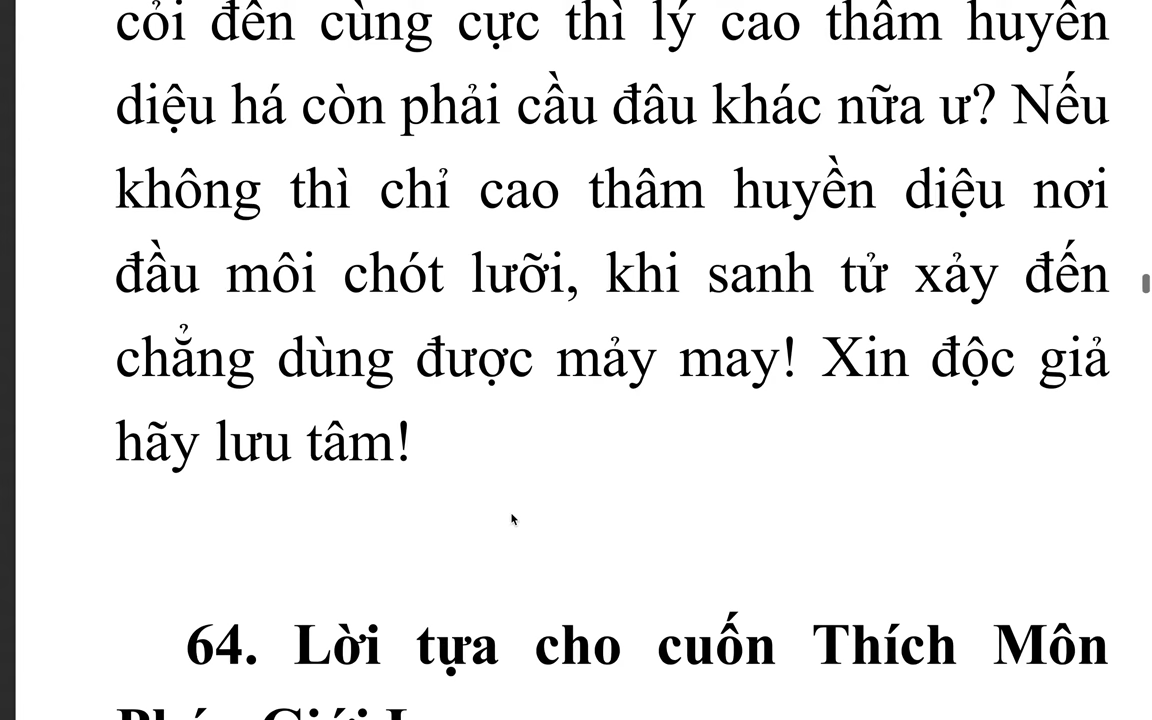 cỏi đến cùng cực thì lý cao thâm huyền
diệu há còn phải cầu đâu khác nữa ư? Nếu
không thì chỉ cao thâm huyền diệu nơi
đầu môi chót lưỡi, khi sanh tử xảy đến
chẳng dùng được mảy may! Xin độc giả
hãy lưu tâm!
64. Lời tựa cho cuốn Thích Môn